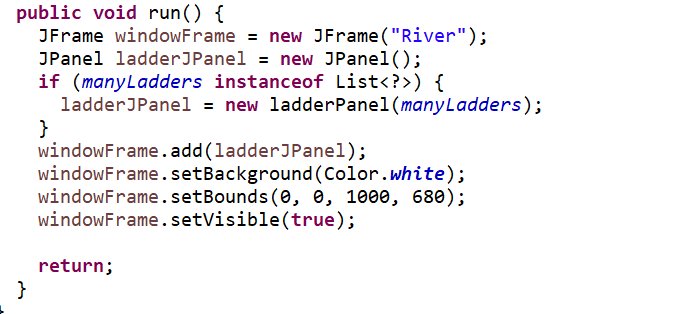 public void run() {
JFrame windowFrame = new JFrame("River");
JPanel ladderJPanel = new JPanel();
if (manyLadders instanceof List<?>) {
ladderJPanel = new ladderPanel(manyLadders);
}
windowFrame.add(ladderJPanel);
windowFrame.setBackground(Color.white);
windowFrame.setBounds(0, 0, 1000, 680);
windowFrame.setVisible(true);
return;
}